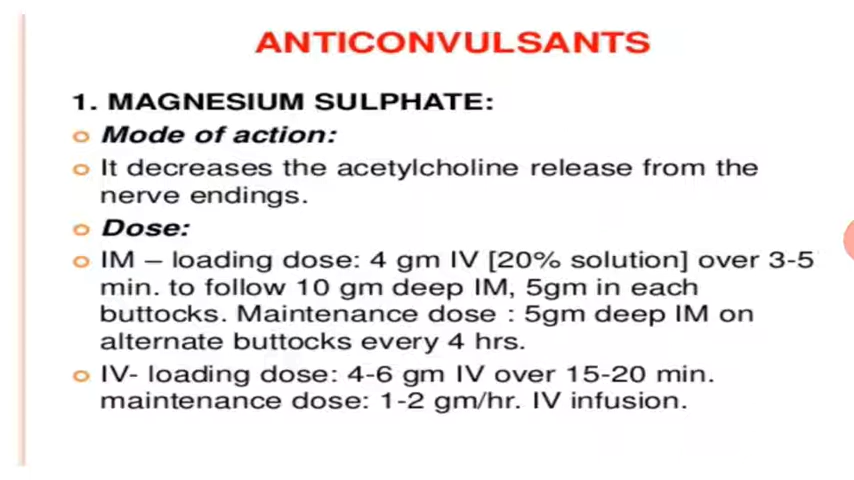 ANTICONVULSANTS
1. MAGNESIUM SULPHATE:
Mode of action:
It decreases the acetylcholine release from the
nerve endings.
Dose:
IM – loading dose: 4 gm IV [20% solution] over 3-5
min. to follow 10 gm deep IM, 5gm in each
buttocks. Maintenance dose : 5gm deep IM on
alternate buttocks every 4 hrs.
IV- loading dose: 4-6 gm IV over 15-20 min.
maintenance dose: 1-2 gm/hr. IV infusion.